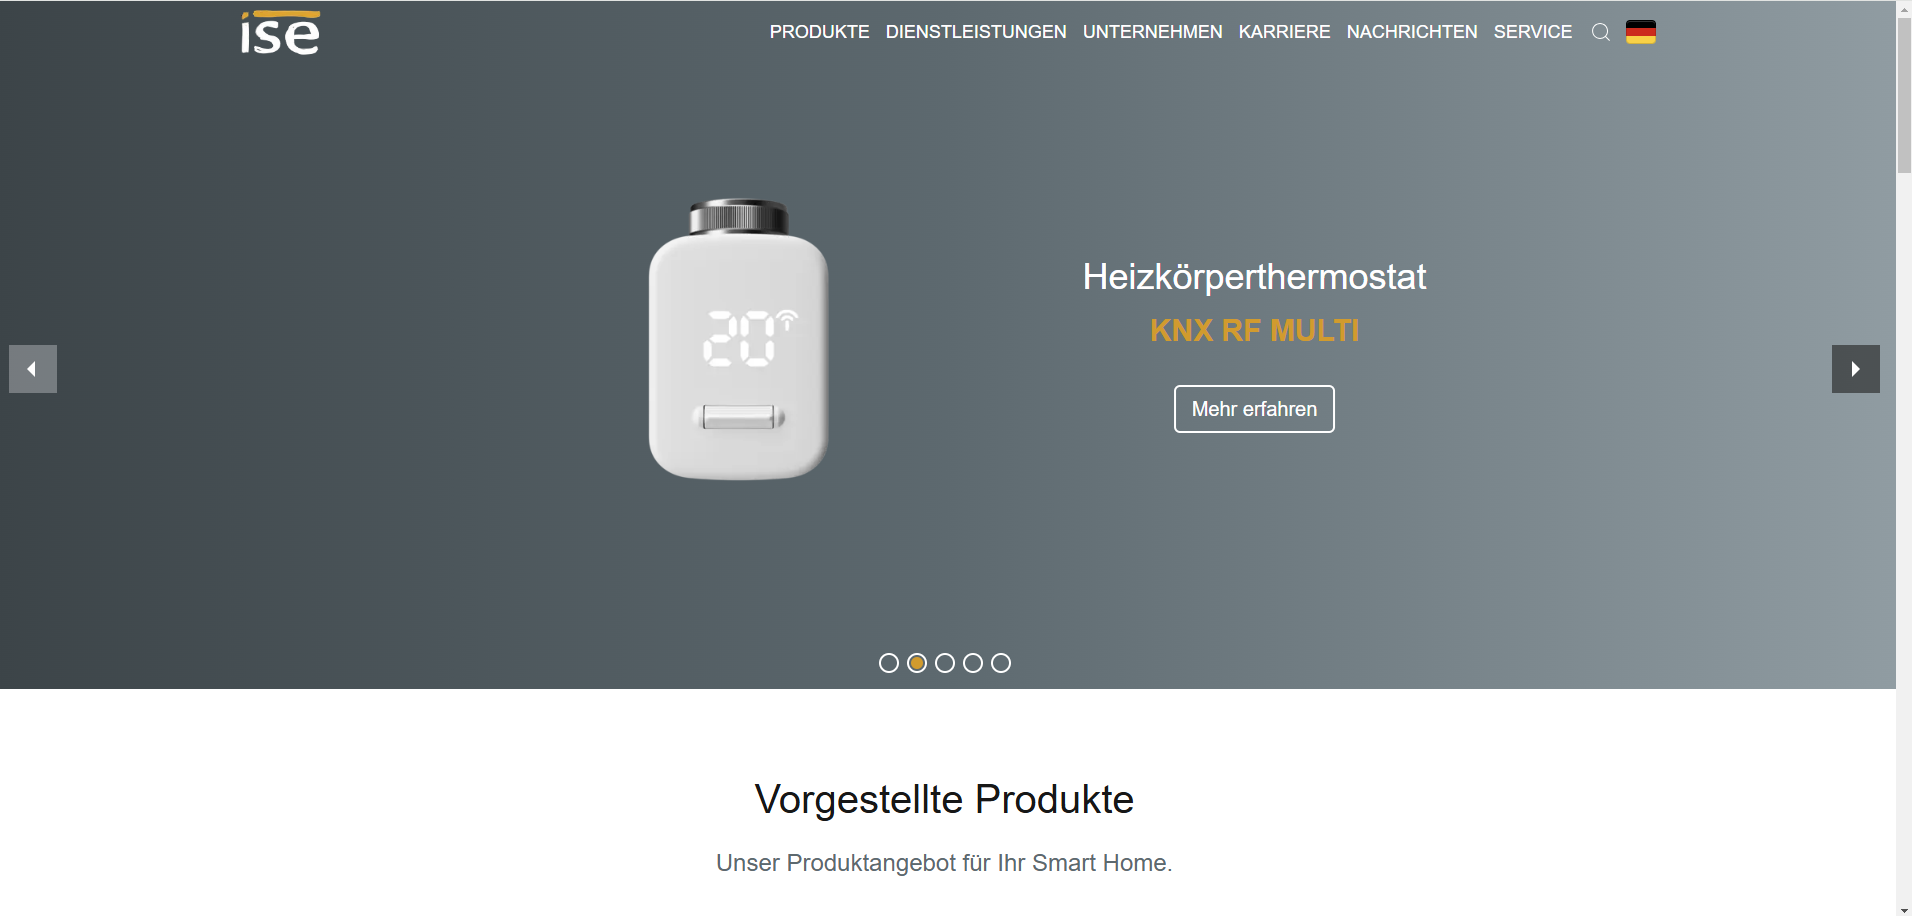 ise
PRODUKTE DIENSTLEISTUNGEN UNTERNEHMEN KARRIERE NACHRICHTEN SERVICE
Heizkörperthermostat
KNX RF MULTI
20
Mehr erfahren
Vorgestellte Produkte
Unser Produktangebot für Ihr Smart Home.